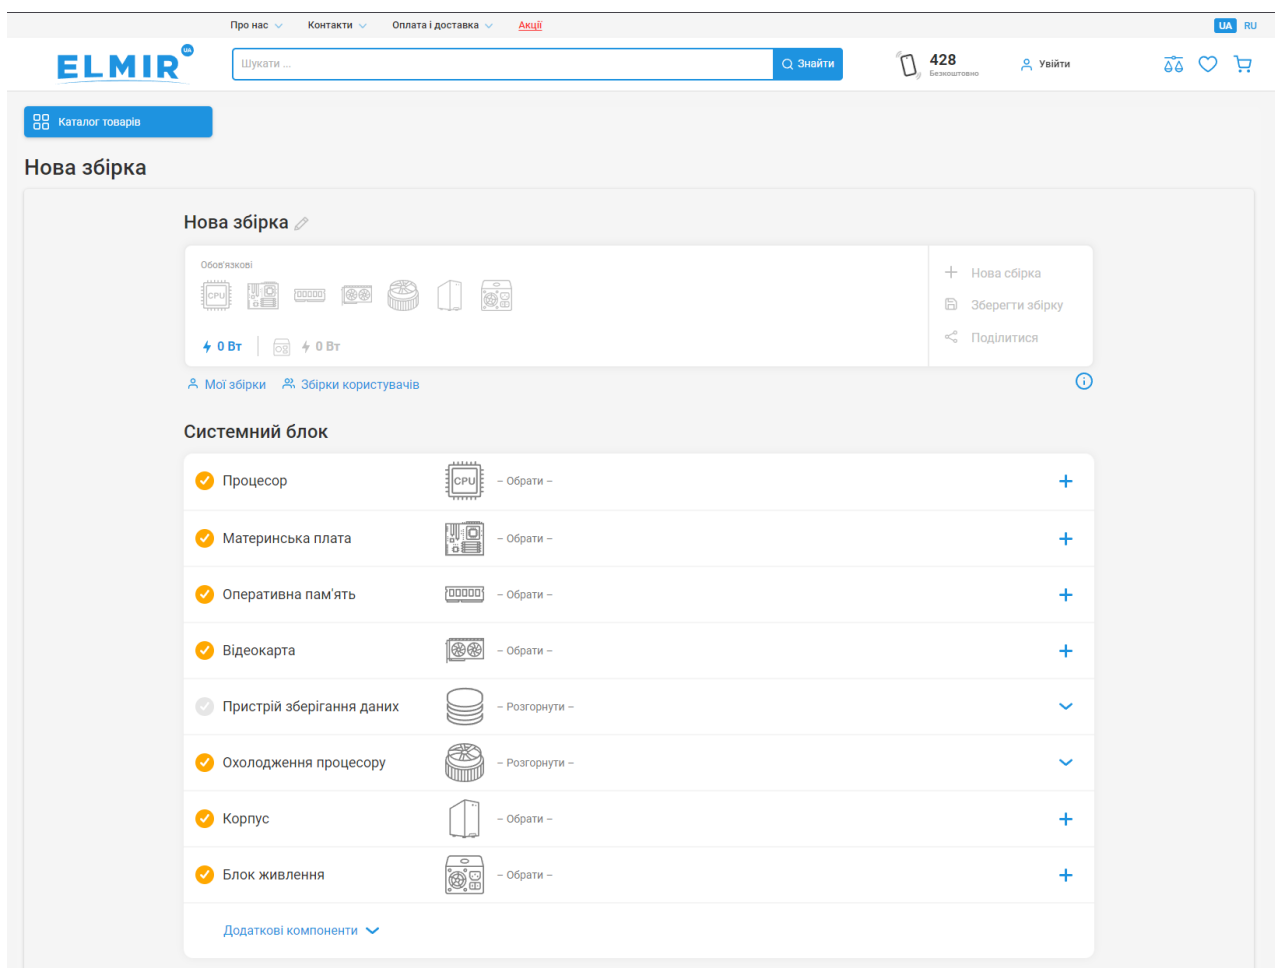 Про нас Контакти Оплата і доставка Акції UA RU
ELMIR UA Шукати ... Знайти 428 Безкоштовно Увійти
Каталог товарів
Нова збірка
Нова збірка
Обов'язкові
CPU
Нова сбірка
Зберегти збірку
Поділитися
0 Вт 0 Вт
Мої збірки Збірки користувачів
Системний блок
Процесор CPU – Обрати –
Материнська плата – Обрати –
Оперативна пам'ять – Обрати –
Відеокарта – Обрати –
Пристрій зберігання даних – Розгорнути –
Охолодження процесору – Розгорнути –
Корпус – Обрати –
Блок живлення – Обрати –
Додаткові компоненти